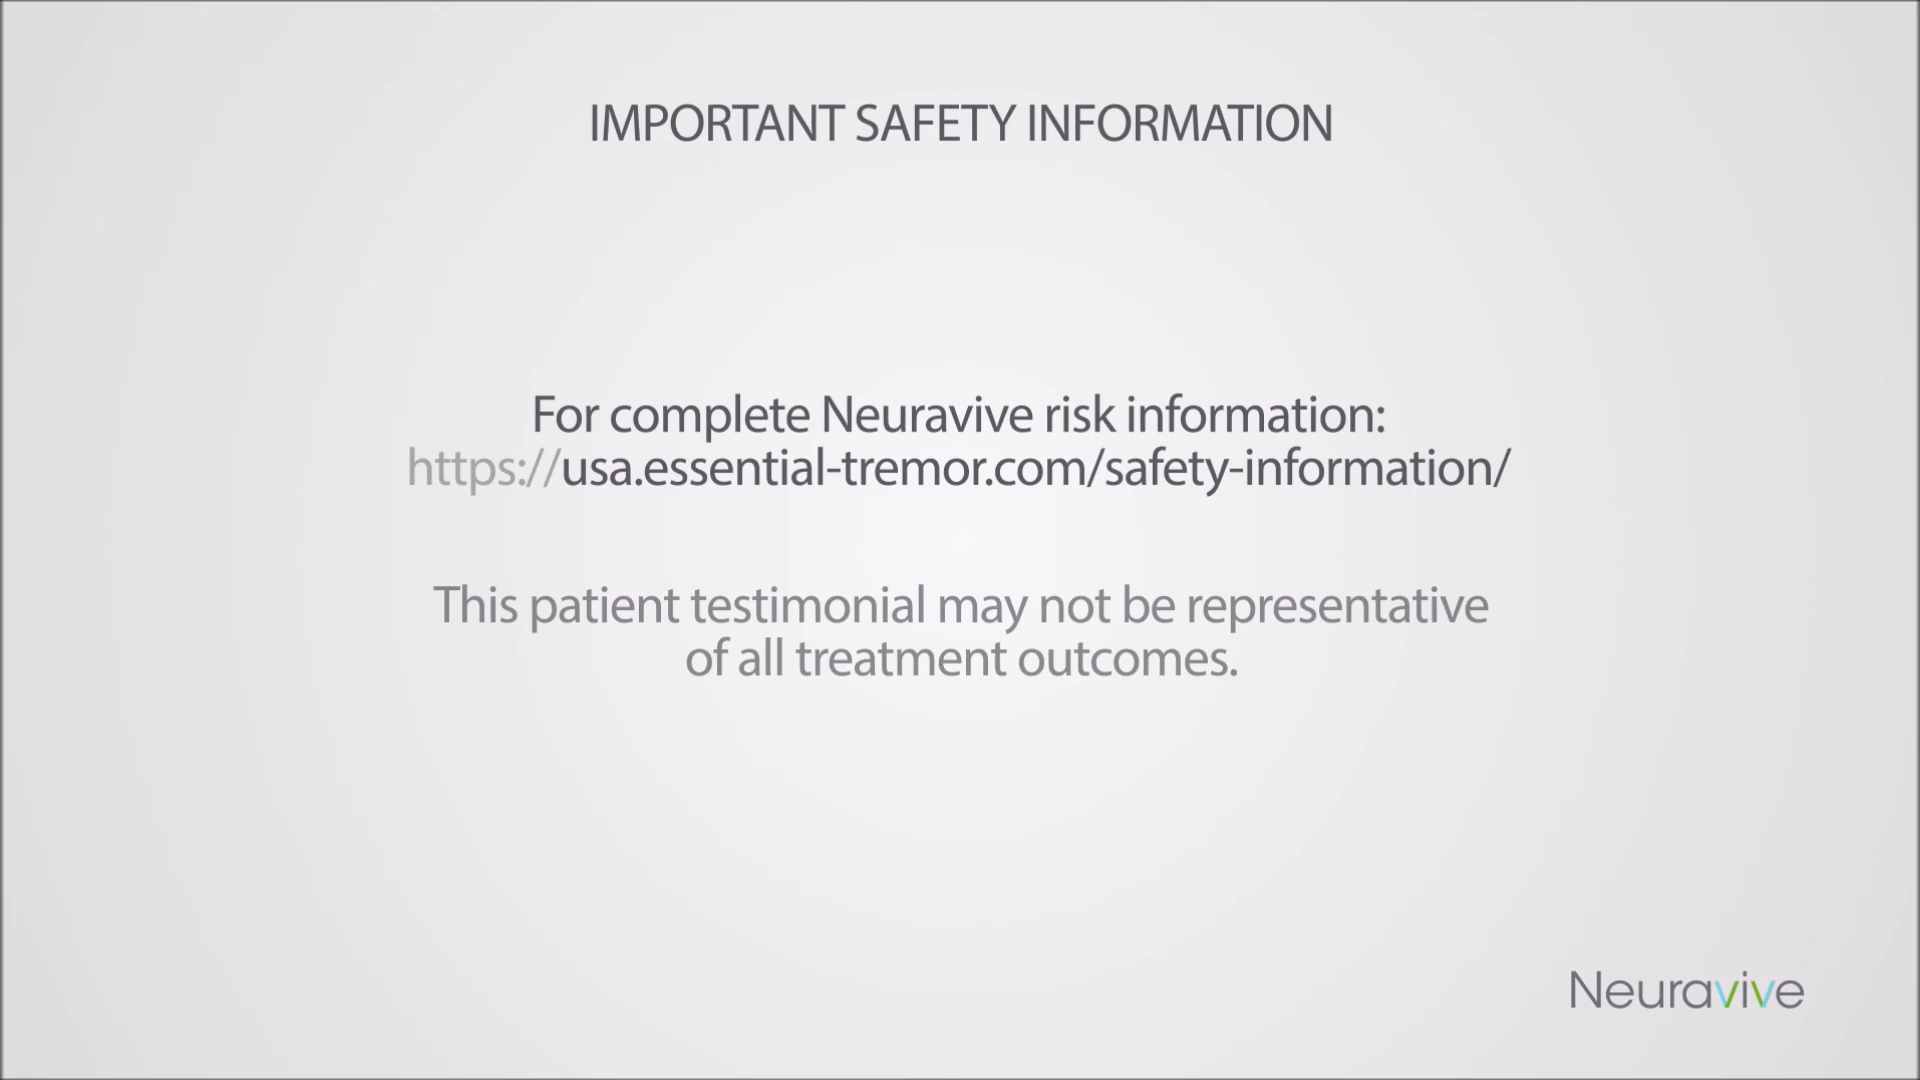 IMPORTANT SAFETY INFORMATION
For complete Neuravive risk information:
https://usa.essential-tremor.com/safety-information/
This patient testimonial may not be representative
of all treatment outcomes.
Neuravive